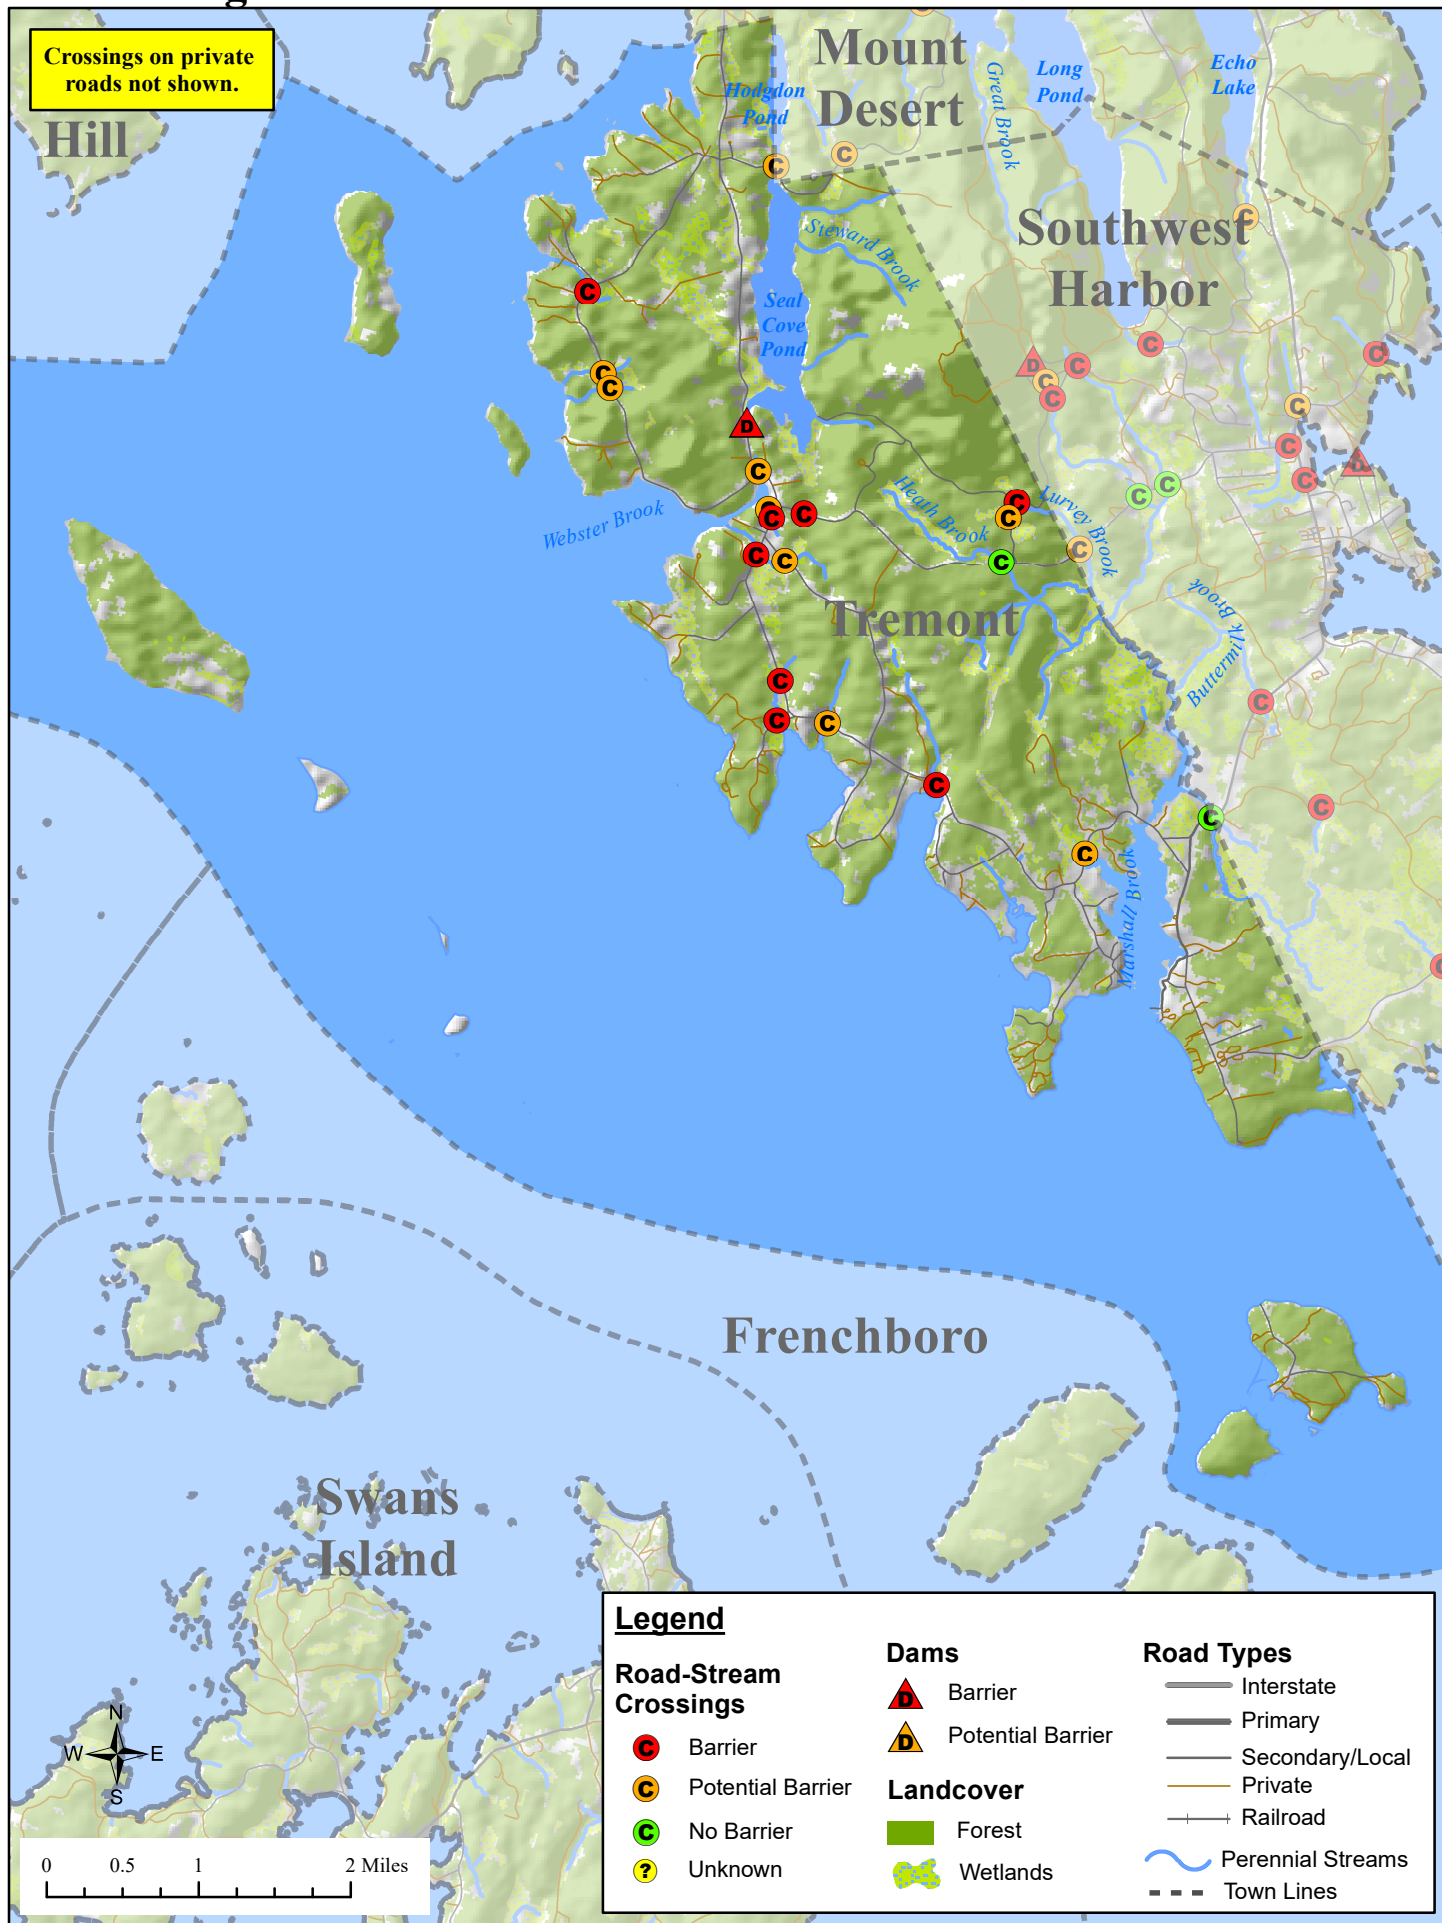 Crossings on private
roads not shown.
Hill
Mount
Desert
Hodgdon
Pond
Great Brook
Long
Pond
Echo
Lake
Southwest
Harbor
Steward Brook
Seal
Cove
Pond
Webster Brook
Heath Brook
Lurvey Brook
Tremont
Buttermilk Brook
Marshall Brook
Frenchboro
Swans
Island
N
W E
S
0 0.5 1 2 Miles
Legend
Road-Stream
Crossings
C Barrier
C Potential Barrier
C No Barrier
? Unknown
Dams
D Barrier
D Potential Barrier
Landcover
Forest
Wetlands
Road Types
Interstate
Primary
Secondary/Local
Private
Railroad
Perennial Streams
Town Lines